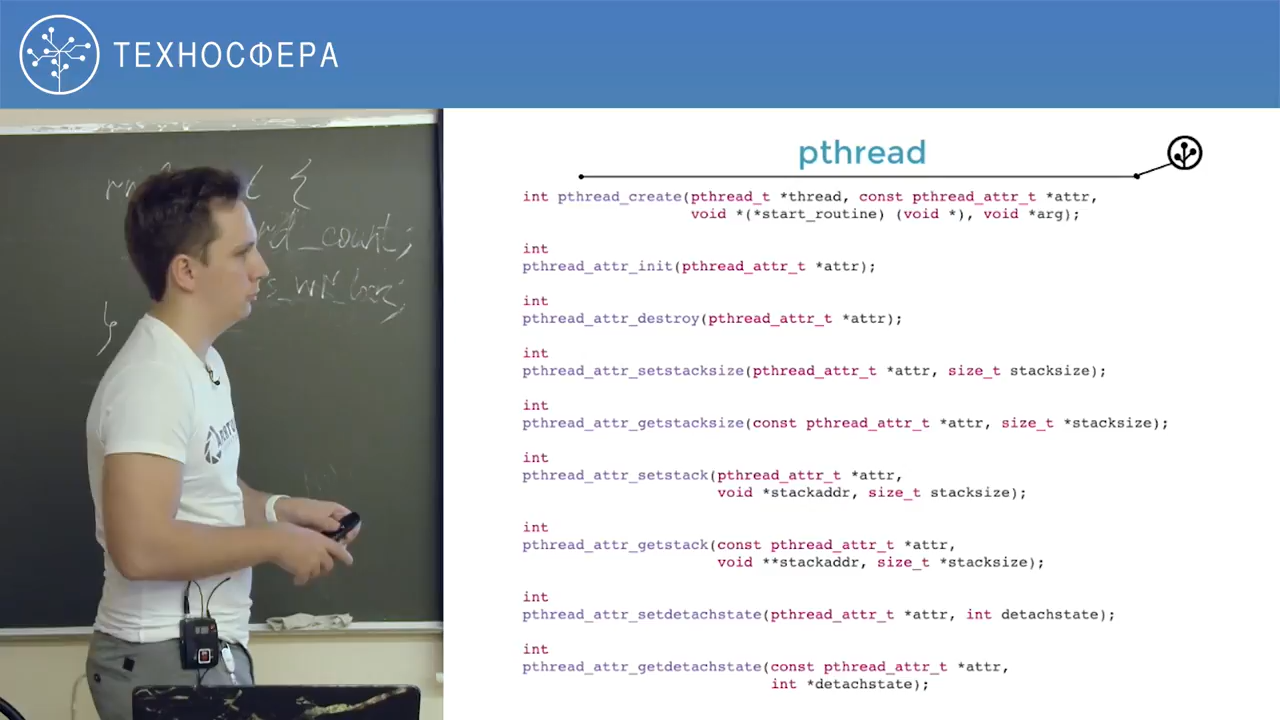 ТЕХНОСФЕРА
rd_count;
pthread
int pthread_create(pthread_t *thread, const pthread_attr_t *attr,
void *(*start_routine) (void *), void *arg);
int
pthread_attr_init(pthread_attr_t *attr);
int
pthread_attr_destroy(pthread_attr_t *attr);
int
pthread_attr_setstacksize(pthread_attr_t *attr, size_t stacksize);
int
pthread_attr_getstacksize(const pthread_attr_t *attr, size_t *stacksize);
int
pthread_attr_setstack(pthread_attr_t *attr,
void *stackaddr, size_t stacksize);
int
pthread_attr_getstack(const pthread_attr_t *attr,
void **stackaddr, size_t *stacksize);
int
pthread_attr_setdetachstate(pthread_attr_t *attr, int detachstate);
int
pthread_attr_getdetachstate(const pthread_attr_t *attr,
int *detachstate);